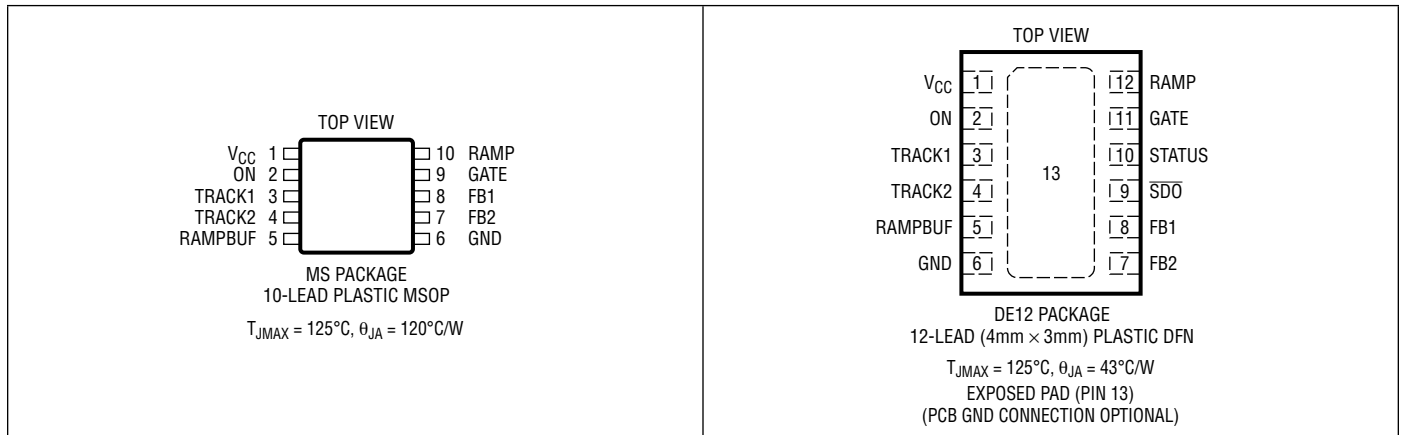 TOP VIEW
VCC 1 10 RAMP
ON 2 9 GATE
TRACK1 3 8 FB1
TRACK2 4 7 FB2
RAMPBUF 5 6 GND
MS PACKAGE
10-LEAD PLASTIC MSOP
TJMAX = 125°C, θJA = 120°C/W
TOP VIEW
VCC 1 12 RAMP
ON 2 11 GATE
TRACK1 3 10 STATUS
13
TRACK2 4 9 S̅D̅O̅
RAMPBUF 5 8 FB1
GND 6 7 FB2
DE12 PACKAGE
12-LEAD (4mm × 3mm) PLASTIC DFN
TJMAX = 125°C, θJA = 43°C/W
EXPOSED PAD (PIN 13)
(PCB GND CONNECTION OPTIONAL)